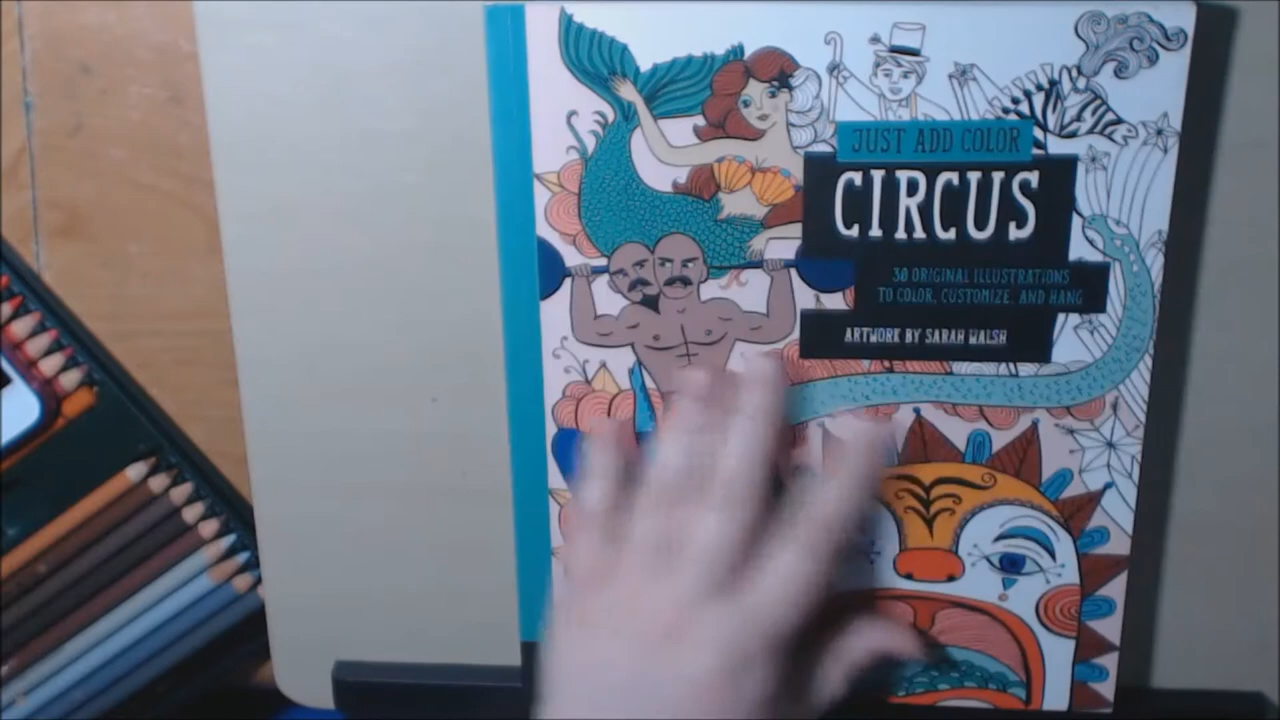 JUST ADD COLOR
CIRCUS
30 ORIGINAL ILLUSTRATIONS
TO COLOR, CUSTOMIZE, AND HANG
ARTWORK BY SARAH WALSH